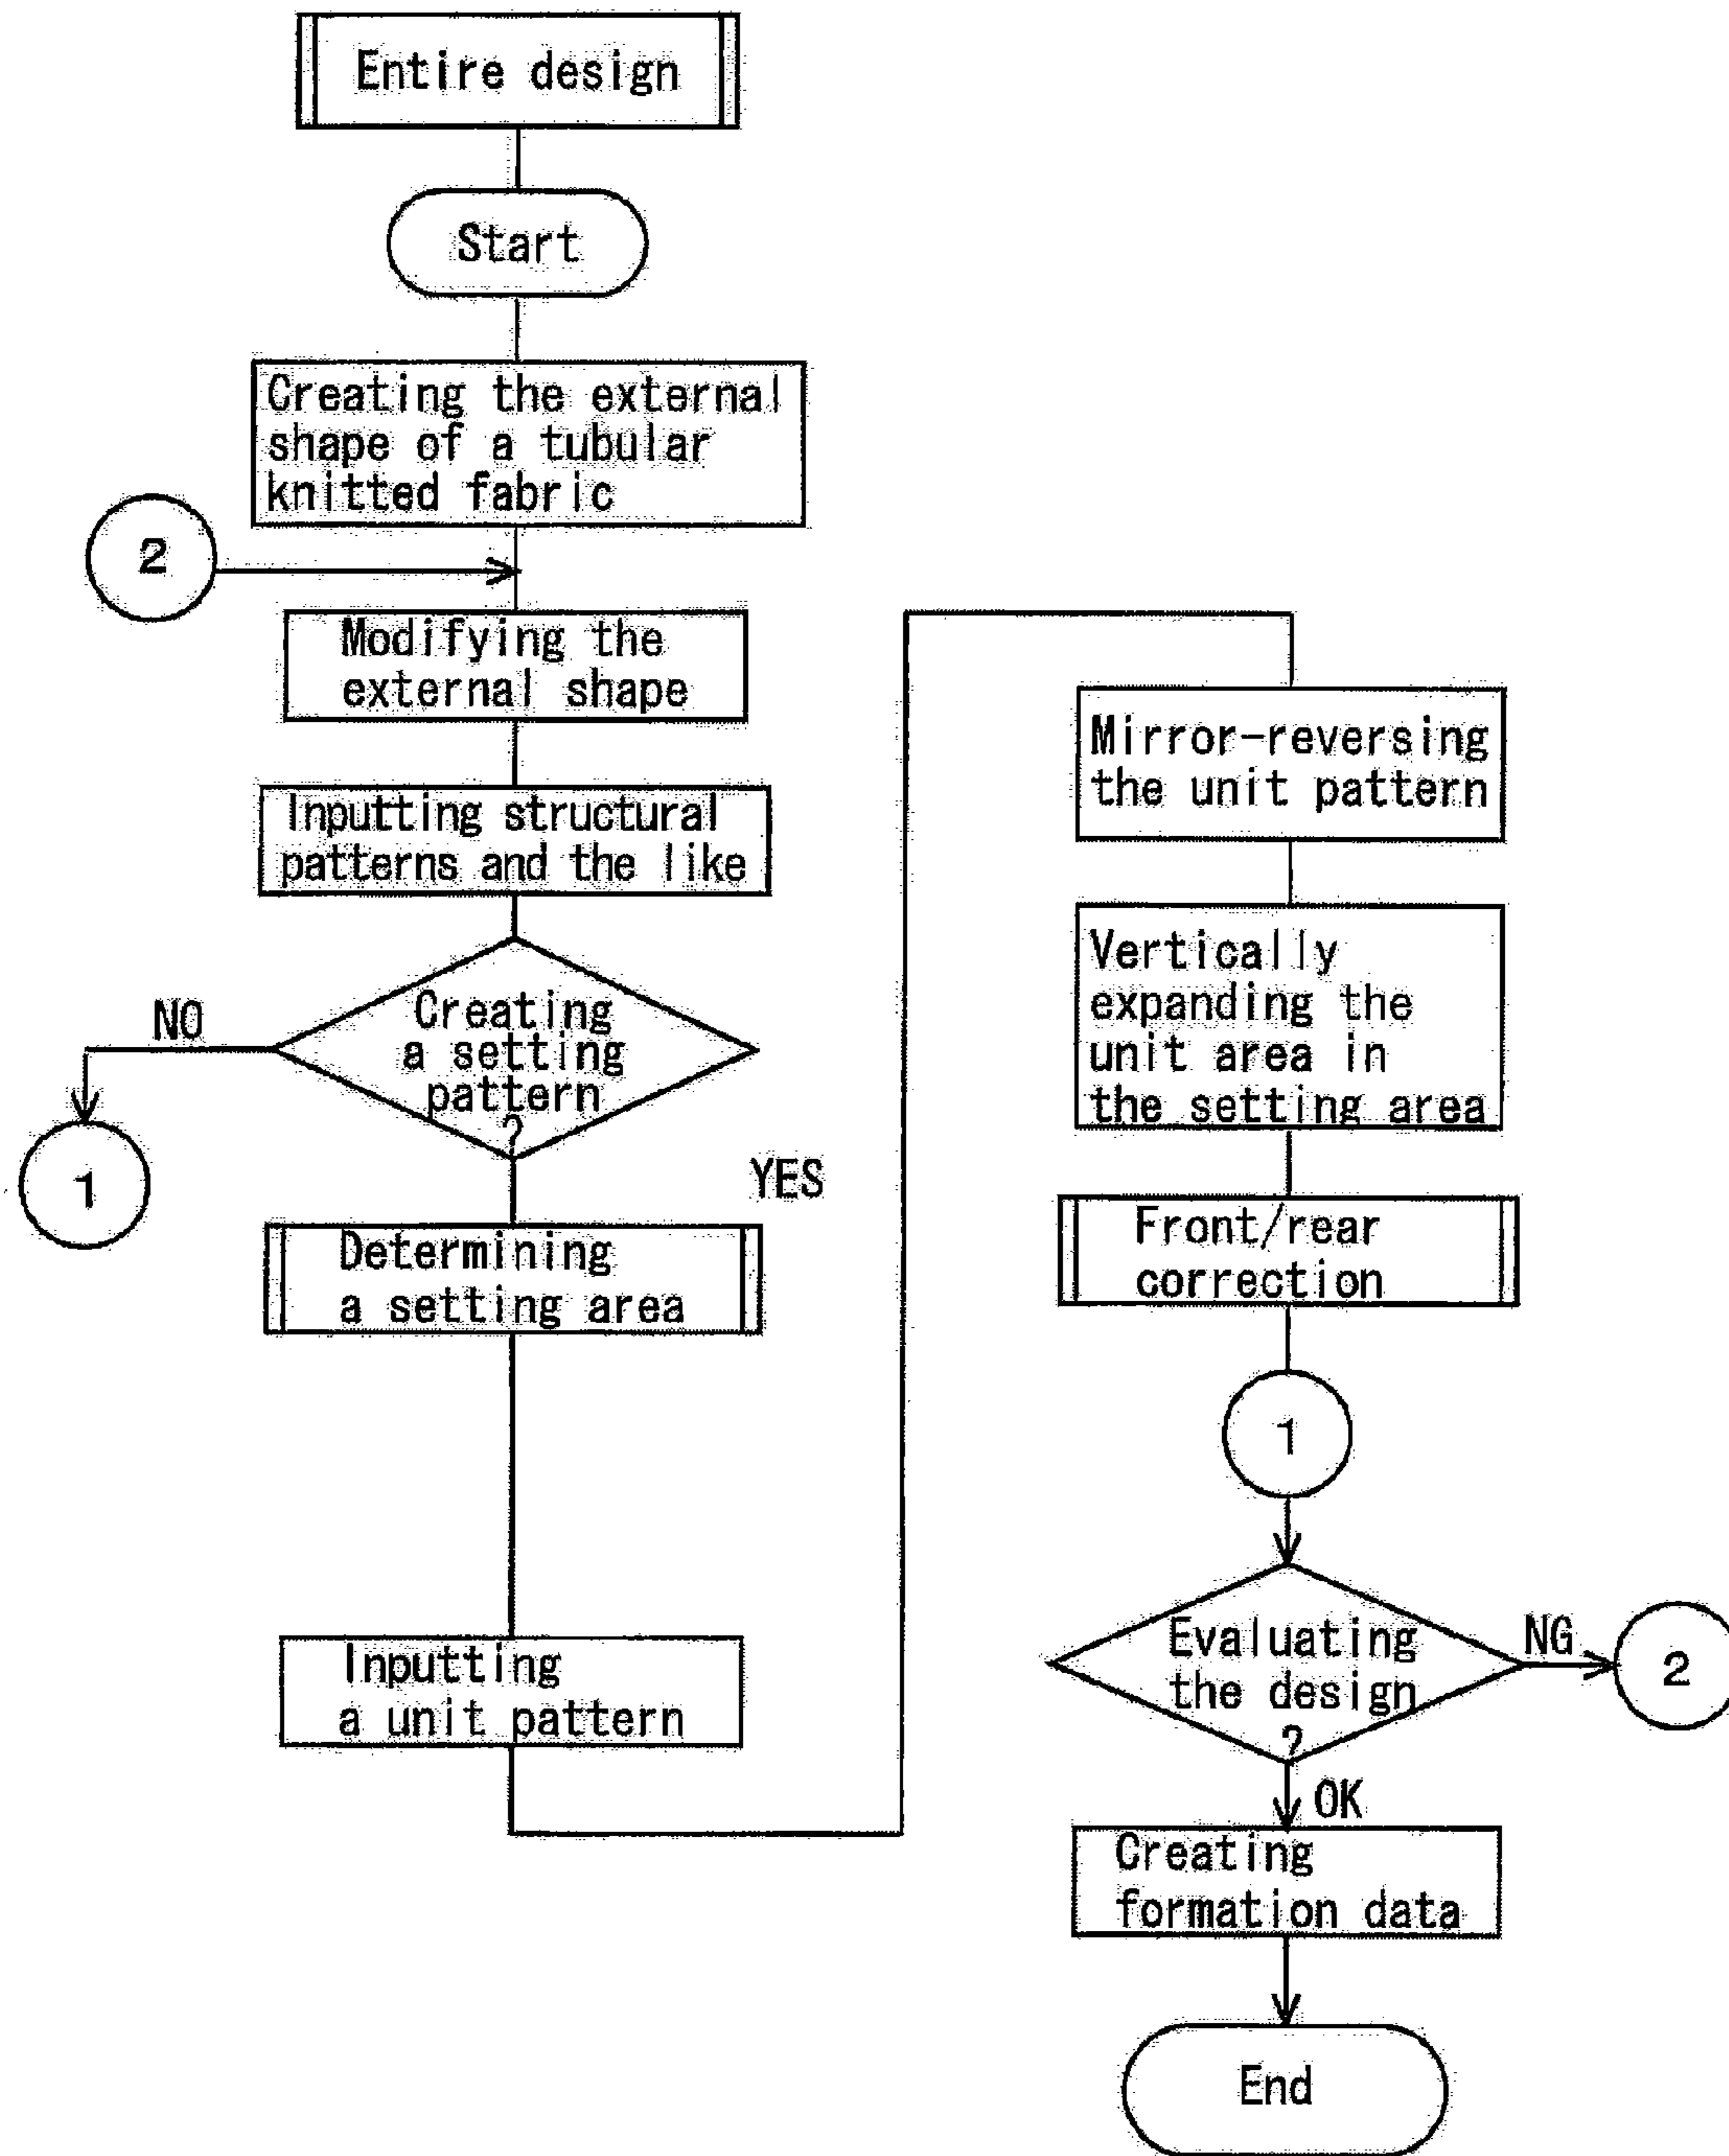 Entire design
Start
Creating the external
shape of a tubular
knitted fabric
2
Modifying the
external shape
Inputting structural
patterns and the like
Creating
a setting
pattern
?
NO
1
YES
Determining
a setting area
Inputting
a unit pattern
Mirror-reversing
the unit pattern
Vertically
expanding the
unit area in
the setting area
Front/rear
correction
1
Evaluating
the design
?
NG
2
OK
Creating
formation data
End